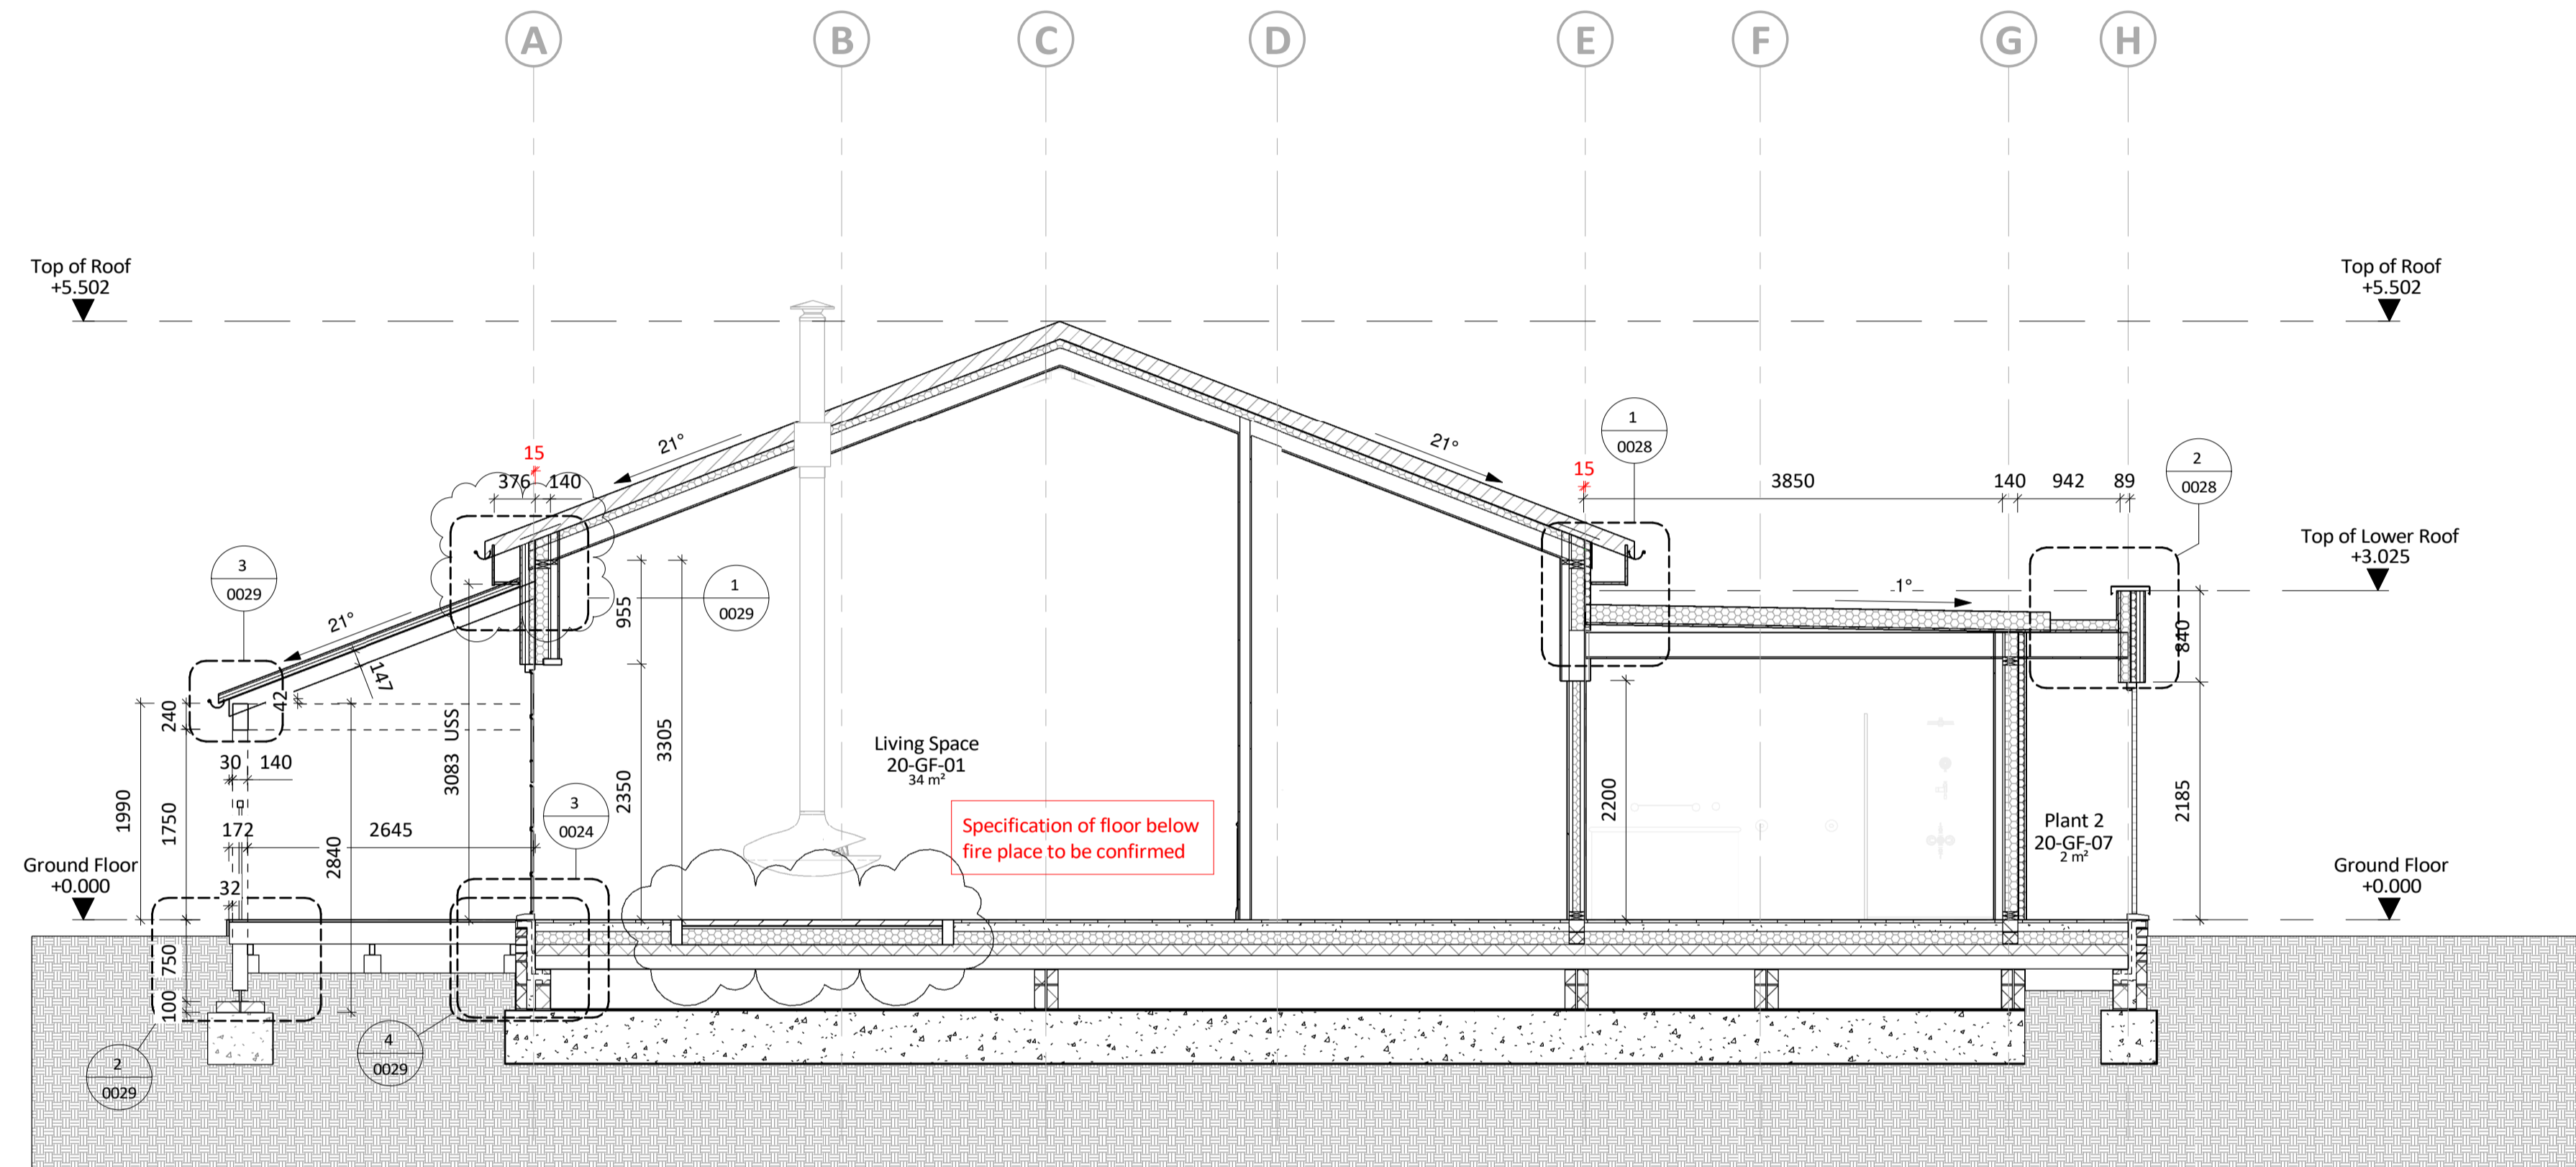 A
B
C
D
E
F
G
H
Top of Roof
+5.502
Top of Roof
+5.502
21°
21°
15
376
140
15
1
0028
3850
140
942
89
2
0028
Top of Lower Roof
+3.025
3
0029
1
0029
21°
147
42
240
955
1°
840
3083 USS
3305
2350
30
140
1990
1750
172
2645
2840
32
3
0024
Living Space
20-GF-01
34 m²
Specification of floor below
fire place to be confirmed
2200
Plant 2
20-GF-07
2 m²
2185
Ground Floor
+0.000
Ground Floor
+0.000
750
100
2
0029
4
0029